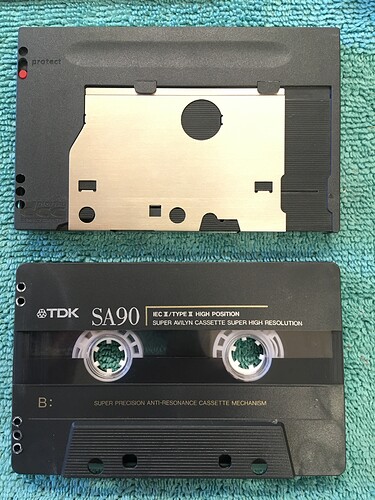 protect
TDK SA90
IEC II/TYPE II HIGH POSITION
SUPER AVILYN CASSETTE SUPER HIGH RESOLUTION
B:
SUPER PRECISION ANTI-RESONANCE CASSETTE MECHANISM